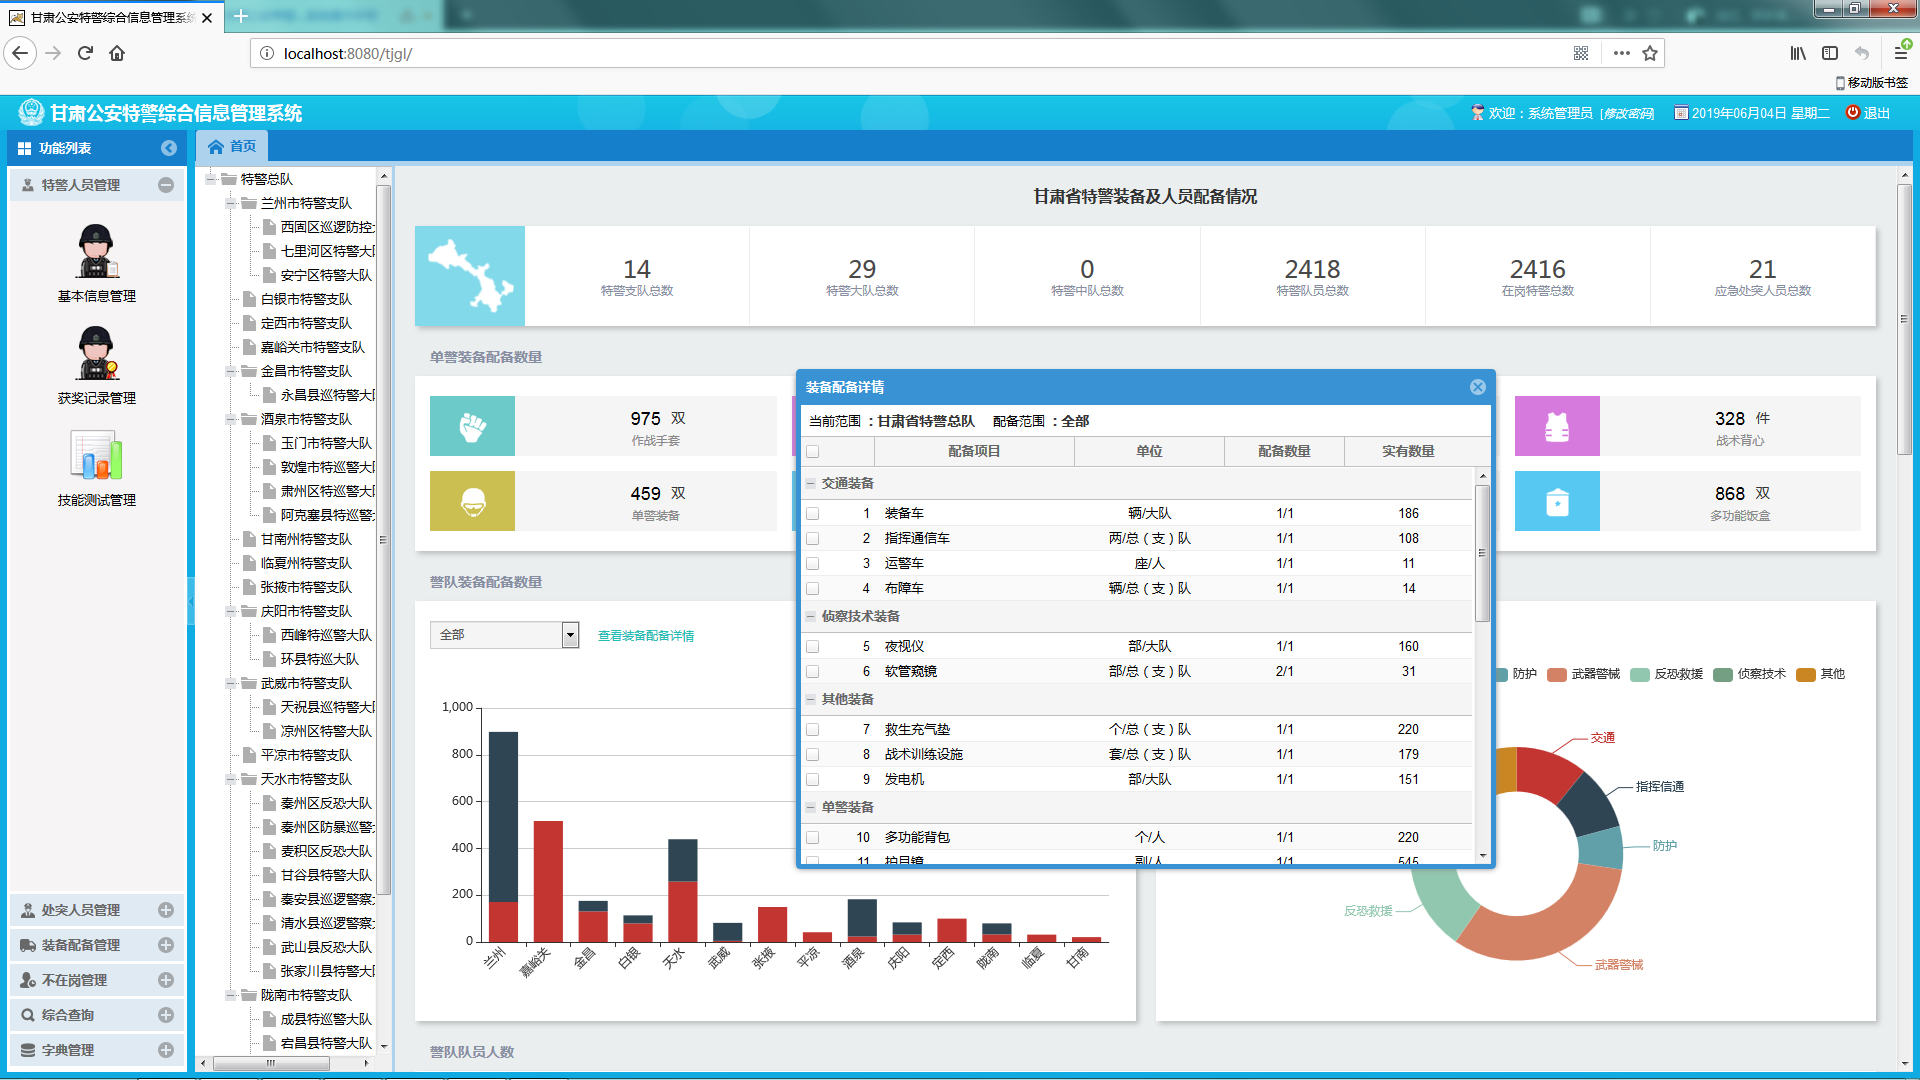 甘肃公安特警综合信息管理系统
localhost:8080/tjgl/
移动版书签
甘肃公安特警综合信息管理系统
欢迎：系统管理员 [修改密码] 2019年06月04日 星期二 退出
功能列表
首页
特警人员管理
基本信息管理
获奖记录管理
技能测试管理
处突人员管理
装备配备管理
不在岗管理
综合查询
字典管理
特警总队
兰州市特警支队
西固区巡逻防控
七里河区特警大
安宁区特警大队
白银市特警支队
定西市特警支队
嘉峪关市特警支队
金昌市特警支队
永昌县巡特警大
酒泉市特警支队
玉门市特警大队
敦煌市特巡警大
肃州区特巡警大
阿克塞县特巡警
甘南州特警支队
临夏州特警支队
张掖市特警支队
庆阳市特警支队
西峰特巡警大队
环县特巡大队
武威市特警支队
天祝县巡特警大
凉州区特警大队
平凉市特警支队
天水市特警支队
秦州区反恐大队
秦州区防暴巡警
麦积区反恐大队
甘谷县特警大队
秦安县巡逻警察
清水县巡逻警察
武山县反恐大队
张家川县特警大
陇南市特警支队
成县特巡警大队
宕昌县特警大队
甘肃省特警装备及人员配备情况
14 29 0 2418 2416 21
特警支队总数 特警大队总数 特警中队总数 特警队员总数 在岗特警总数 应急处突人员总数
单警装备配备数量
975 双
作战手套
459 双
单警装备
328 件
战术背心
868 双
多功能饭盒
警队装备配备数量
全部 查看装备配备详情
1,000
800
600
400
200
0
兰州 嘉峪关 金昌 白银 天水 武威 张掖 平凉 酒泉 庆阳 定西 陇南 临夏 甘南
装备配备详情
当前范围 ：甘肃省特警总队 配备范围 ：全部
配备项目 单位 配备数量 实有数量
交通装备
1 装备车 辆/大队 1/1 186
2 指挥通信车 两/总（支）队 1/1 108
3 运警车 座/人 1/1 11
4 布障车 辆/总（支）队 1/1 14
侦察技术装备
5 夜视仪 部/大队 1/1 160
6 软管窥镜 部/总（支）队 2/1 31
其他装备
7 救生充气垫 个/总（支）队 1/1 220
8 战术训练设施 套/总（支）队 1/1 179
9 发电机 部/大队 1/1 151
单警装备
10 多功能背包 个/人 1/1 220
11 护目镜 副/人 1/1 545
防护 武器警械 反恐救援 侦察技术 其他
交通
指挥信通
防护
武器警械
反恐救援
警队队员人数